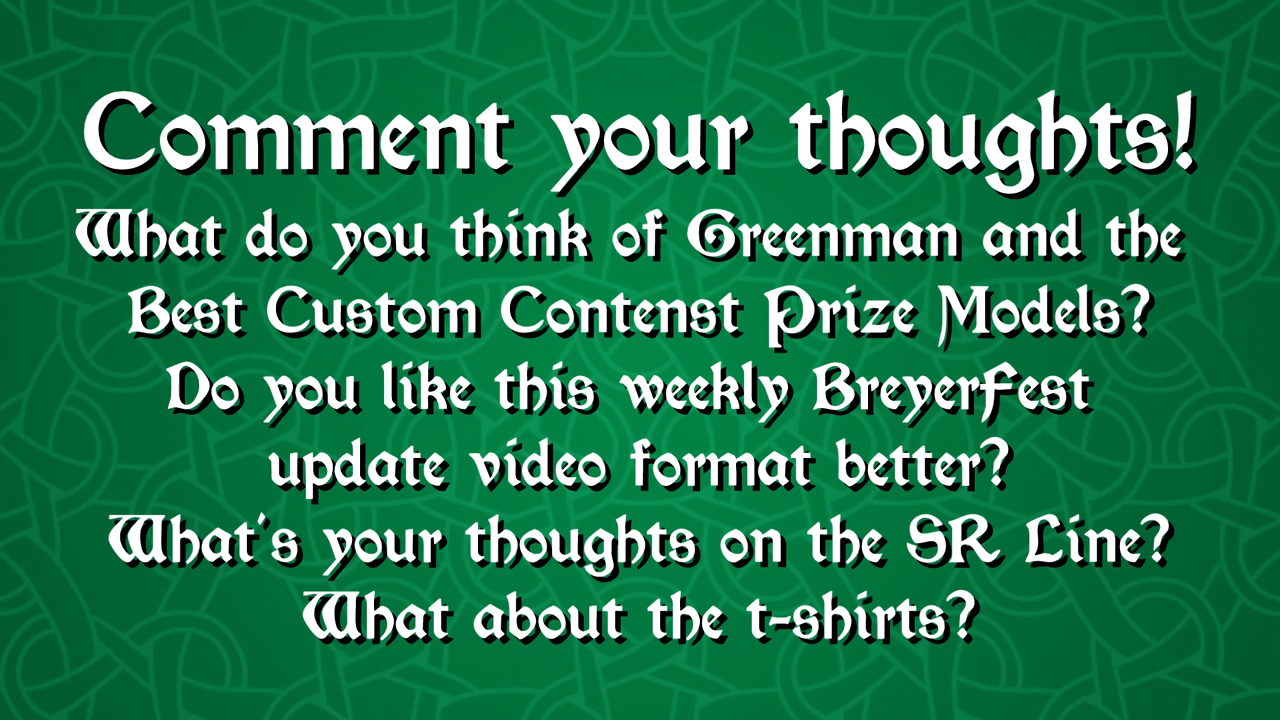 Comment your thoughts!
What do you think of Greenman and the
Best Custom Contenst Prize Models?
Do you like this weekly BreyerFest
update video format better?
What's your thoughts on the SR Line?
What about the t-shirts?